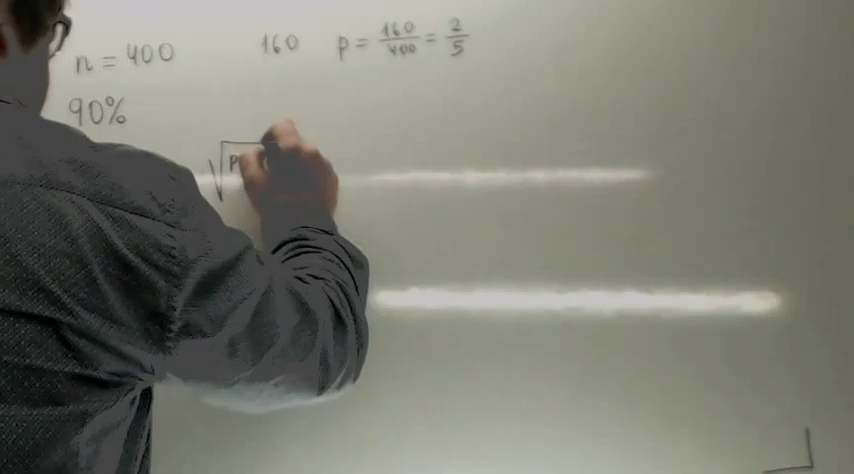 n = 400 160 p = 160/400 = 2/5
90%
√p